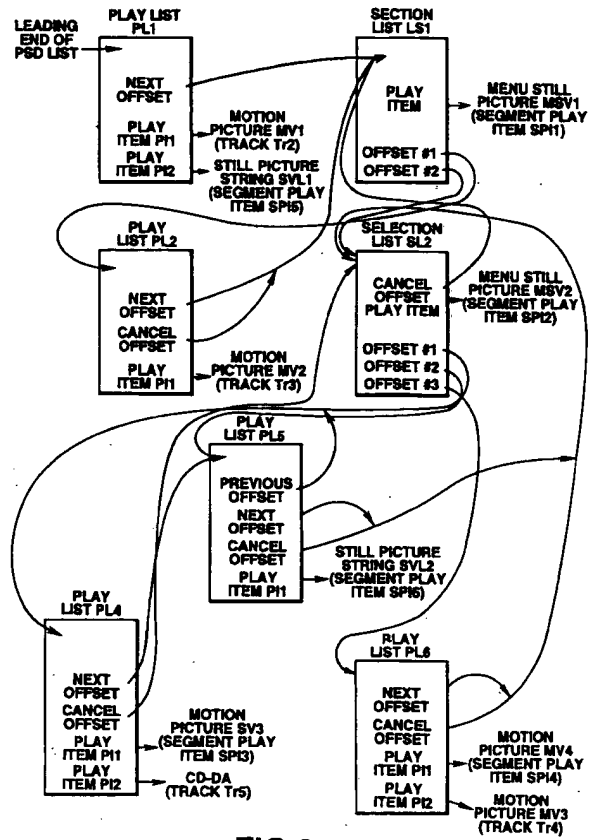 LEADING
END OF
PSD LIST
PLAY LIST
PL1
NEXT
OFFSET
PLAY
ITEM PI1
PLAY
ITEM PI2
MOTION
PICTURE MV1
(TRACK Tr2)
STILL PICTURE
STRING SVL1
(SEGMENT PLAY
ITEM SPI5)
SECTION
LIST LS1
PLAY
ITEM
OFFSET #1
OFFSET #2
MENU STILL
PICTURE MSV1
(SEGMENT PLAY
ITEM SPI1)
PLAY
LIST PL2
NEXT
OFFSET
CANCEL
OFFSET
PLAY
ITEM PI1
MOTION
PICTURE MV2
(TRACK Tr3)
SELECTION
LIST SL2
CANCEL
OFFSET
PLAY ITEM
OFFSET #1
OFFSET #2
OFFSET #3
MENU STILL
PICTURE MSV2
(SEGMENT PLAY
ITEM SPI2)
PLAY
LIST PL5
PREVIOUS
OFFSET
NEXT
OFFSET
CANCEL
OFFSET
PLAY
ITEM PI1
STILL PICTURE
STRING SVL2
(SEGMENT PLAY
ITEM SPI6)
PLAY
LIST PL4
NEXT
OFFSET
CANCEL
OFFSET
PLAY
ITEM PI1
PLAY
ITEM PI2
MOTION
PICTURE SV3
(SEGMENT PLAY
ITEM SPI3)
CD-DA
(TRACK Tr5)
PLAY
LIST PL6
NEXT
OFFSET
CANCEL
OFFSET
PLAY
ITEM PI1
PLAY
ITEM PI2
MOTION
PICTURE MV4
(SEGMENT PLAY
ITEM SPI4)
MOTION
PICTURE MV3
(TRACK Tr4)